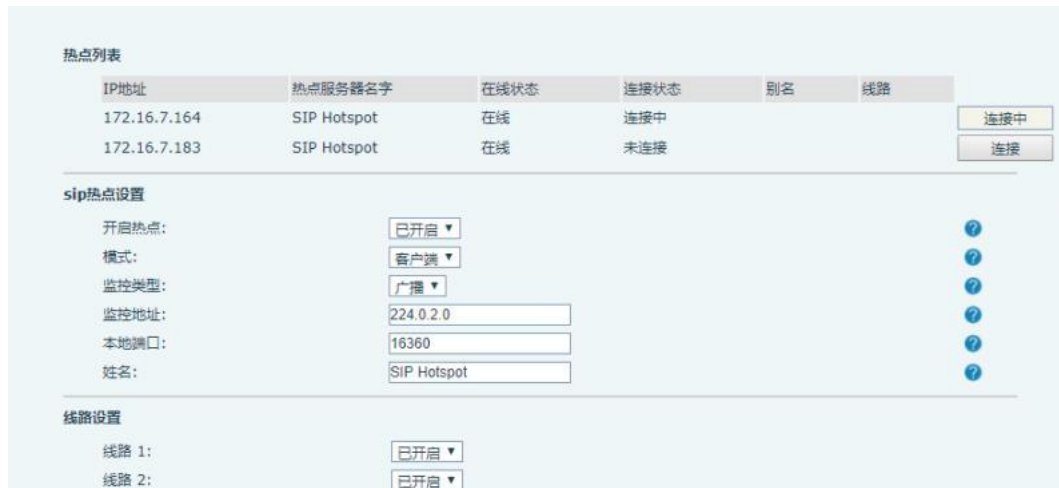 热点列表
IP地址 热点服务器名字 在线状态 连接状态 别名 线路
172.16.7.164 SIP Hotspot 在线 连接中 连接中
172.16.7.183 SIP Hotspot 在线 未连接 连接
sip热点设置
开启热点: 已开启
模式: 客户端
监控类型: 广播
监控地址: 224.0.2.0
本地端口: 16360
姓名: SIP Hotspot
线路设置
线路 1: 已开启
线路 2: 已开启